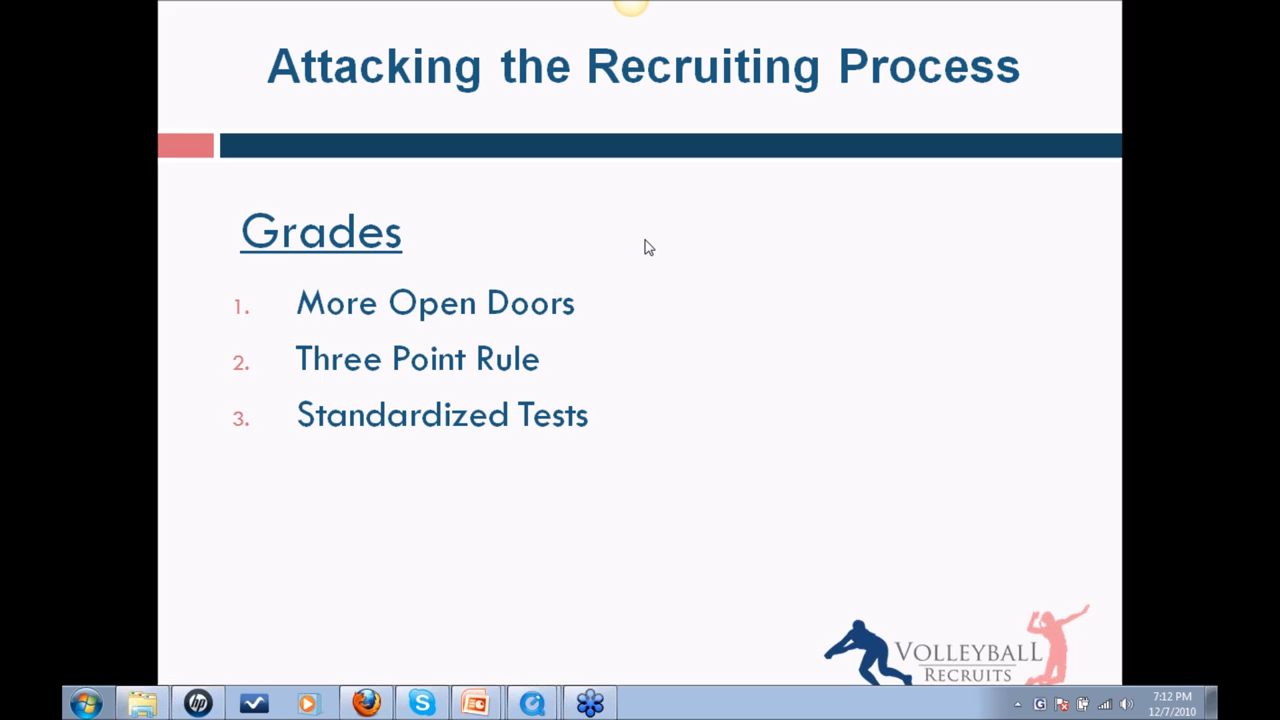 Attacking the Recruiting Process
Grades
1. More Open Doors
2. Three Point Rule
3. Standardized Tests
VOLLEYBALL
RECRUITS
hp
7:12 PM
12/7/2010